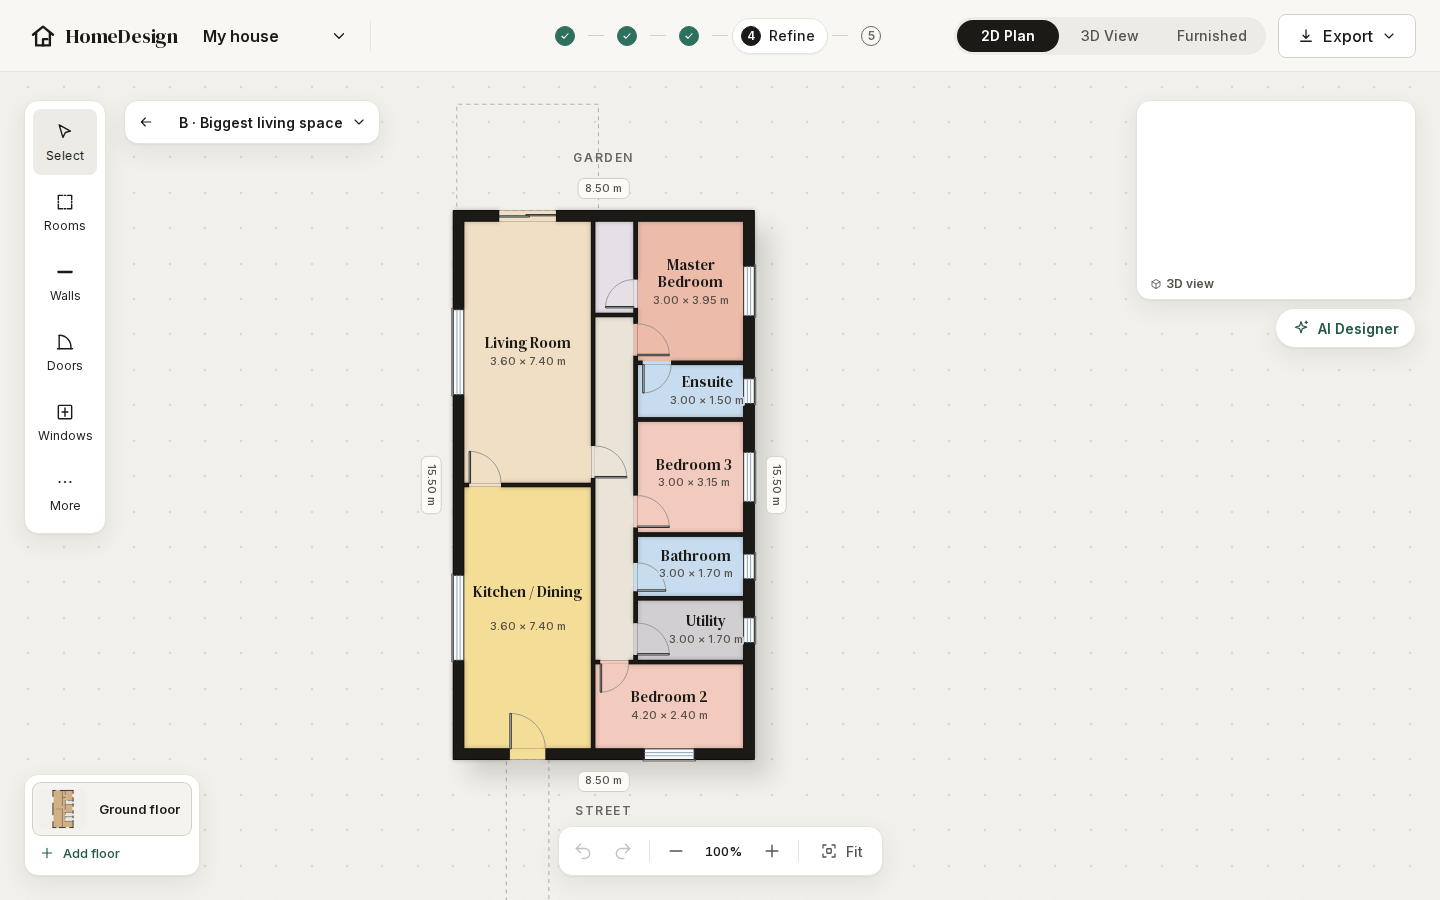 HomeDesign
My house
4 Refine
5
2D Plan
3D View
Furnished
Export
Select
Rooms
Walls
Doors
Windows
More
B · Biggest living space
GARDEN
8.50 m
Master
Bedroom
3.00 × 3.95 m
Living Room
3.60 × 7.40 m
Ensuite
3.00 × 1.50 m
Bedroom 3
3.00 × 3.15 m
15.50 m
15.50 m
Bathroom
3.00 × 1.70 m
Kitchen / Dining
3.60 × 7.40 m
Utility
3.00 × 1.70 m
Bedroom 2
4.20 × 2.40 m
8.50 m
STREET
3D view
AI Designer
Ground floor
Add floor
100%
Fit